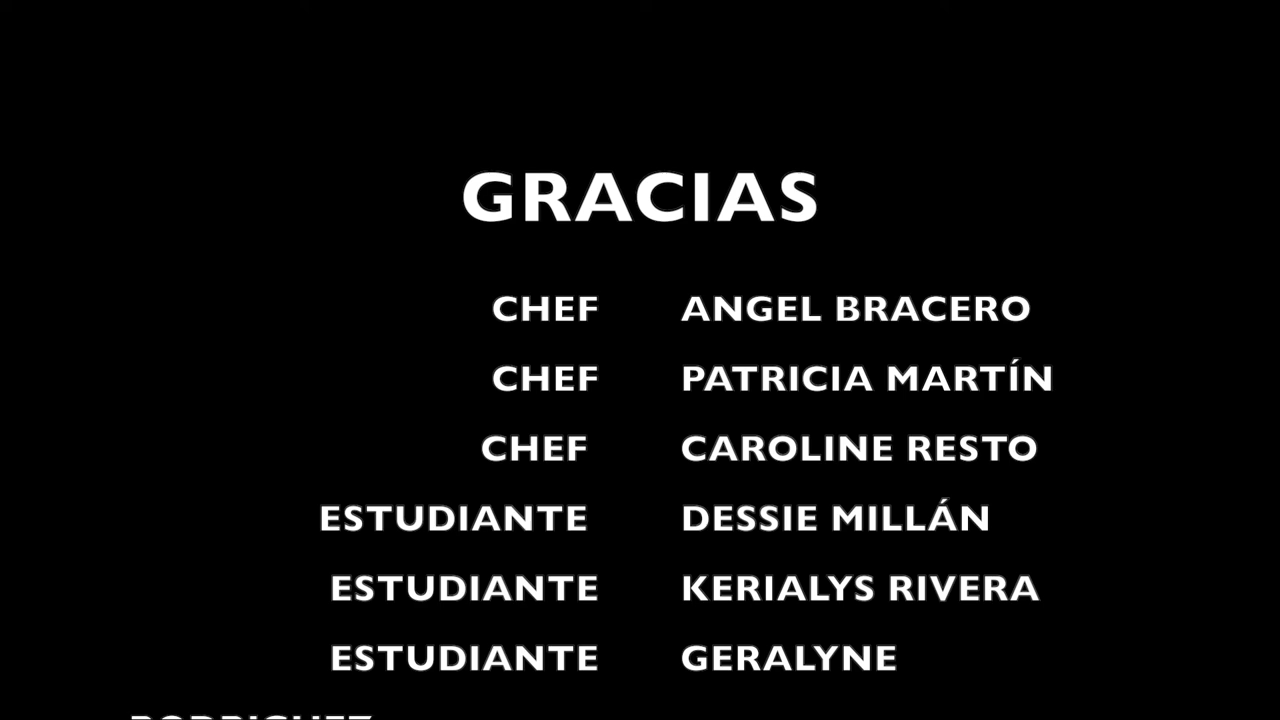 GRACIAS
CHEF ANGEL BRACERO
CHEF PATRICIA MARTÍN
CHEF CAROLINE RESTO
ESTUDIANTE DESSIE MILLÁN
ESTUDIANTE KERIALYS RIVERA
ESTUDIANTE GERALYNE